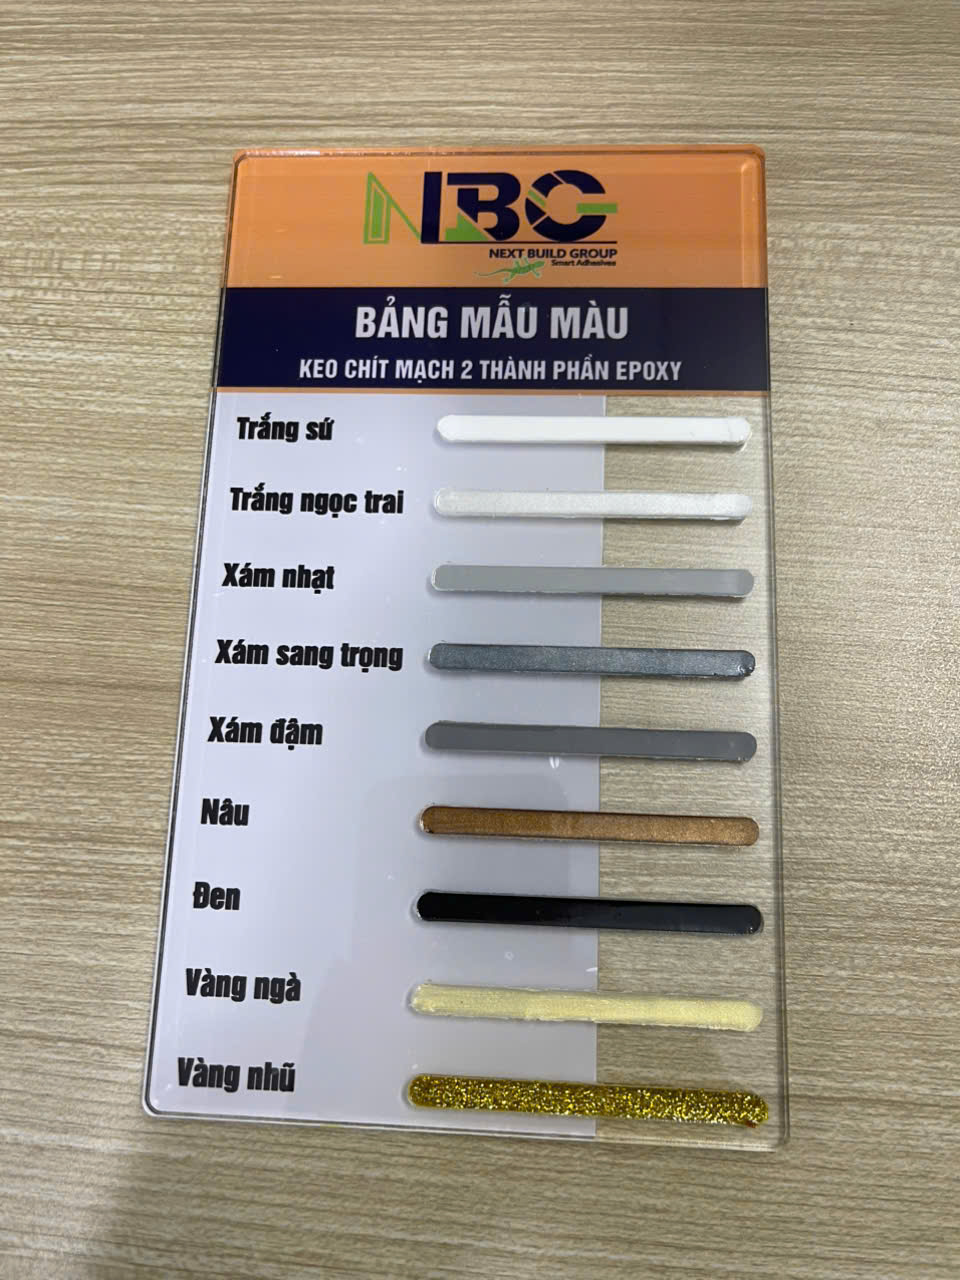 NBG
NEXT BUILD GROUP
Smart Adhesives
BẢNG MẪU MÀU
KEO CHÍT MẠCH 2 THÀNH PHẦN EPOXY
Trắng sứ
Trắng ngọc trai
Xám nhạt
Xám sang trọng
Xám đậm
Nâu
Đen
Vàng ngà
Vàng nhũ